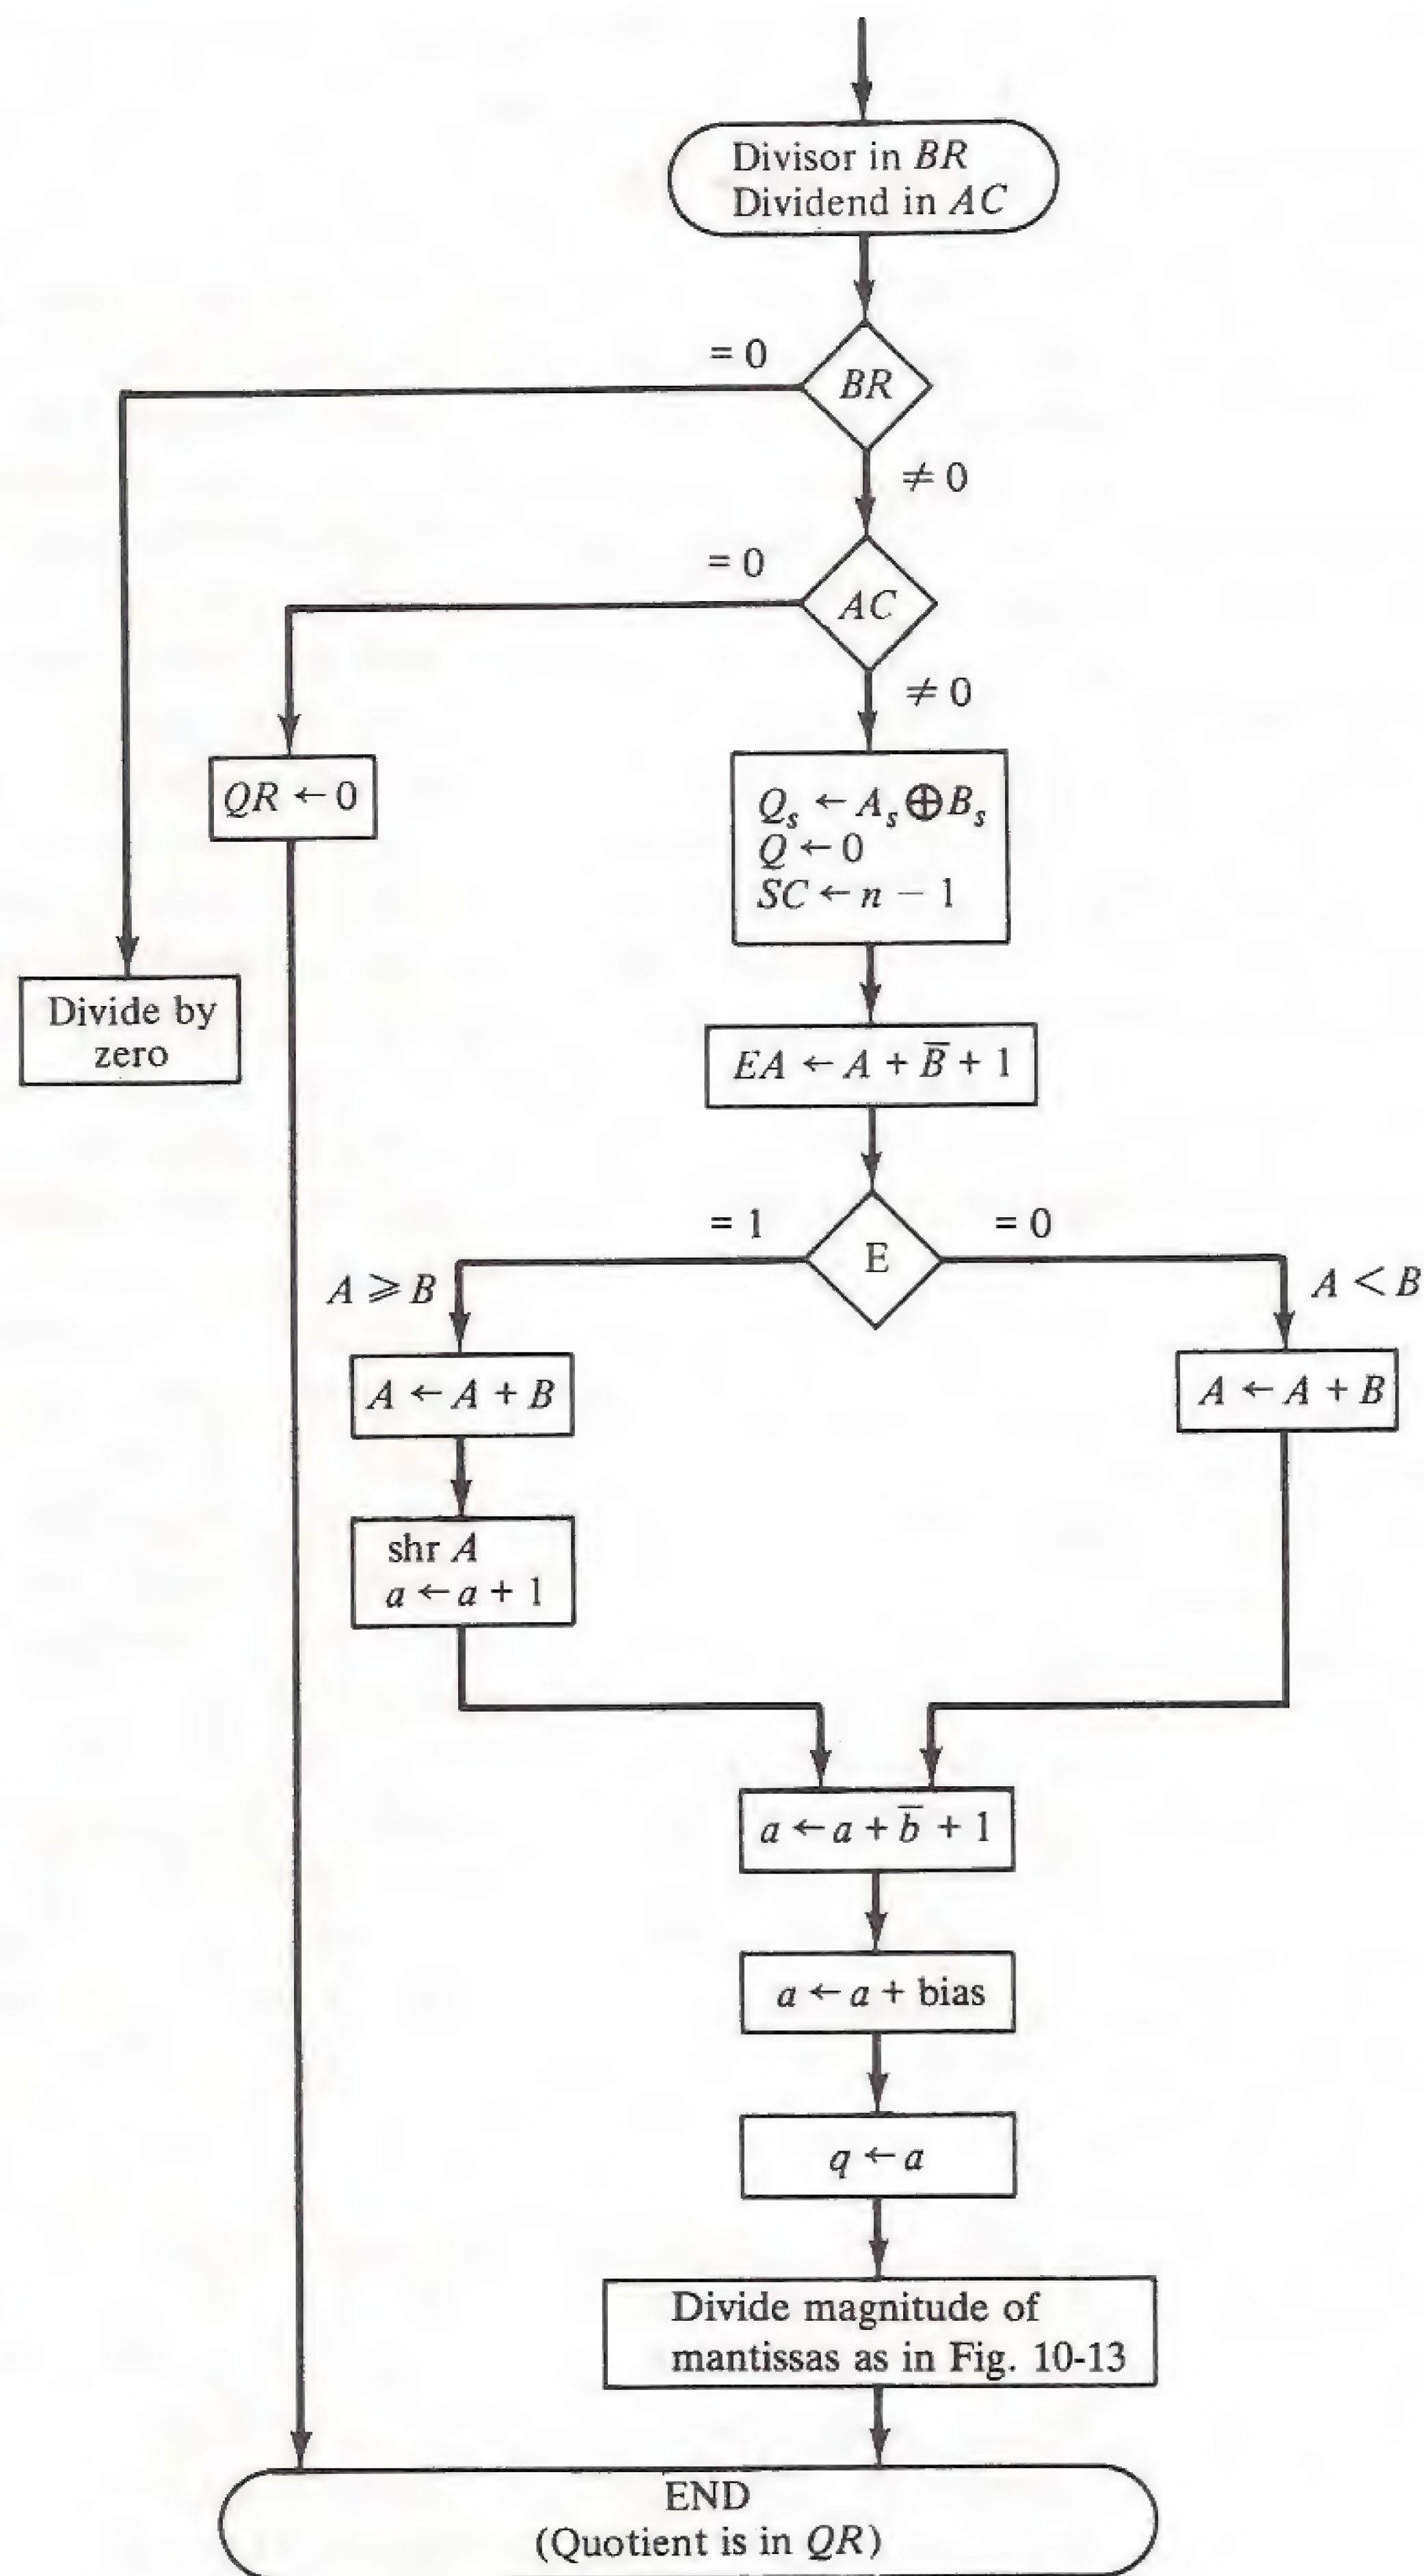 Divisor in BR
Dividend in AC
= 0
BR
≠ 0
= 0
AC
≠ 0
QR ← 0
Qₛ ← Aₛ ⊕ Bₛ
Q ← 0
SC ← n − 1
Divide by
zero
EA ← A + B̅ + 1
= 1
= 0
E
A ⩾ B
A < B
A ← A + B
A ← A + B
shr A
a ← a + 1
a ← a + b̅ + 1
a ← a + bias
q ← a
Divide magnitude of
mantissas as in Fig. 10-13
END
(Quotient is in QR)